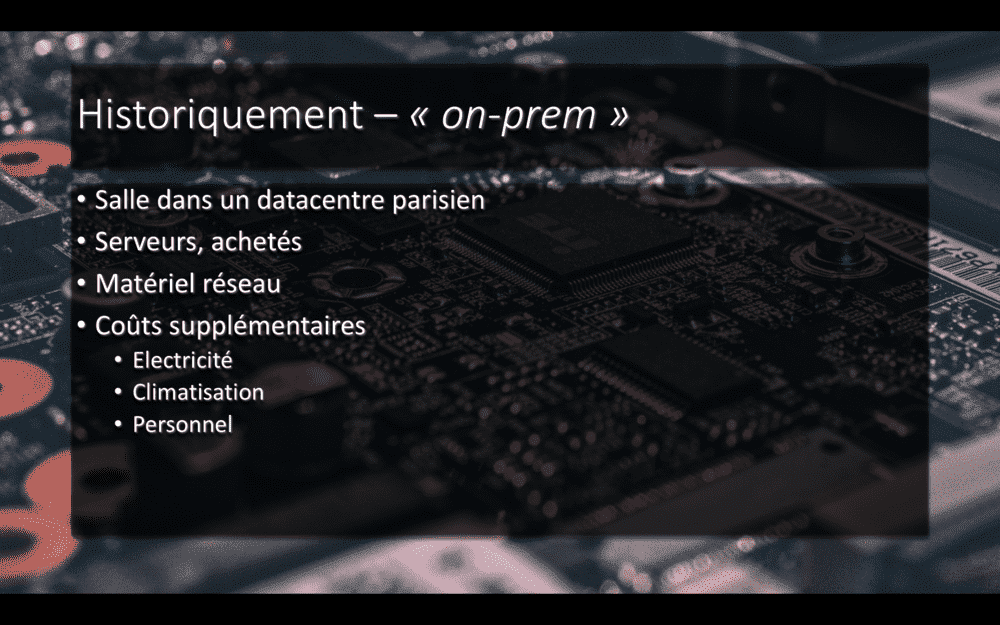 Historiquement – « on-prem »
• Salle dans un datacentre parisien
• Serveurs, achetés
• Matériel réseau
• Coûts supplémentaires
• Electricité
• Climatisation
• Personnel